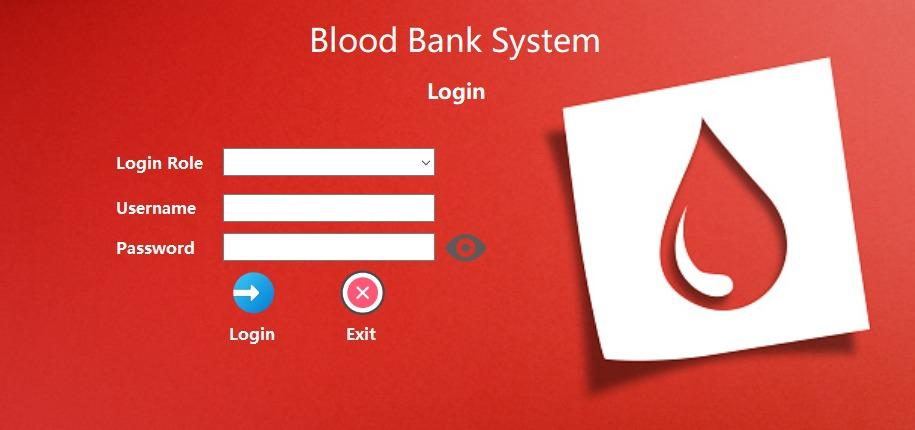 Blood Bank System
Login
Login Role
Username
Password
Login Exit